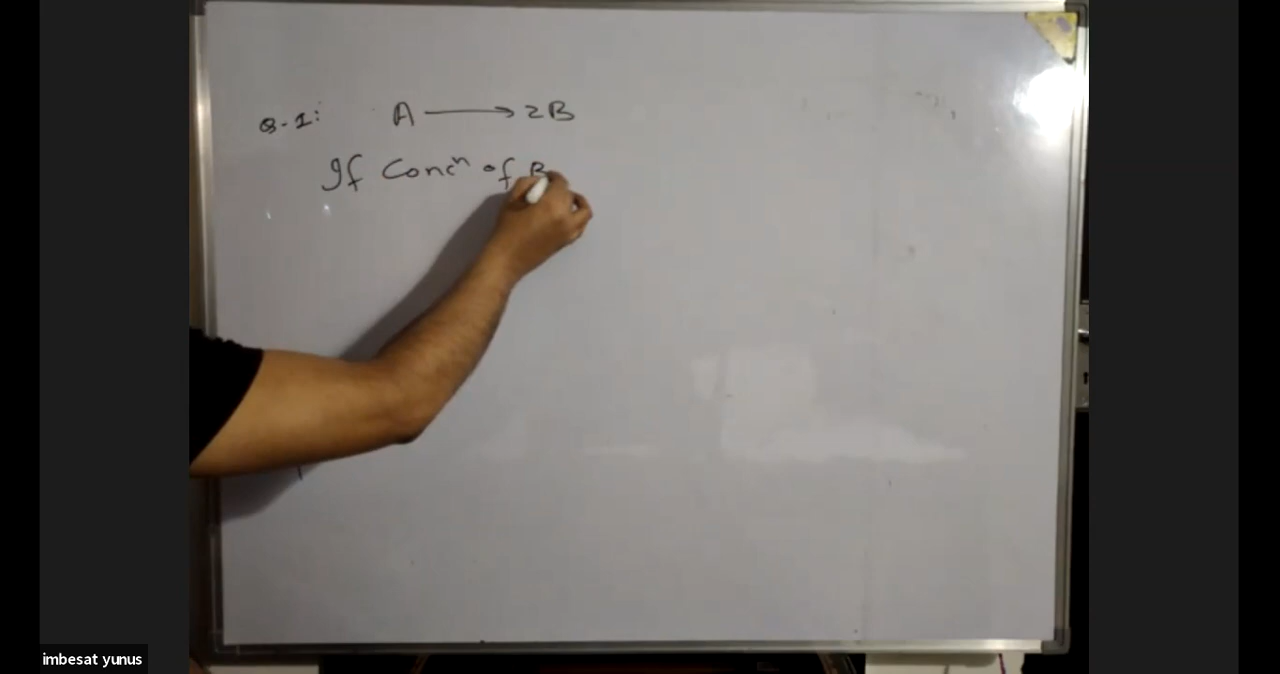 Q-1: A → 2B
If Concⁿ of B
imbesat yunus